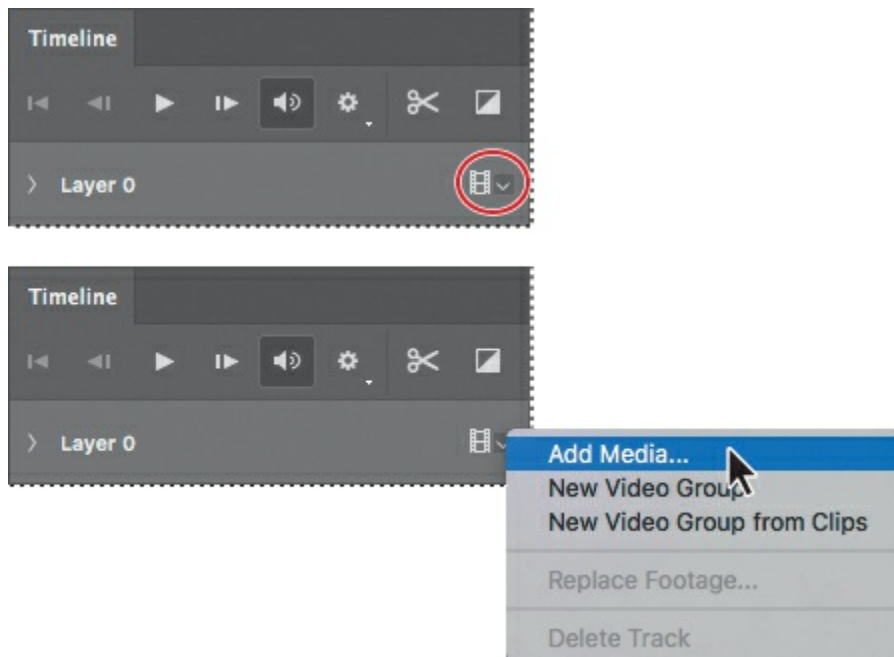 Timeline
Layer 0
Timeline
Layer 0
Add Media...
New Video Group
New Video Group from Clips
Replace Footage...
Delete Track